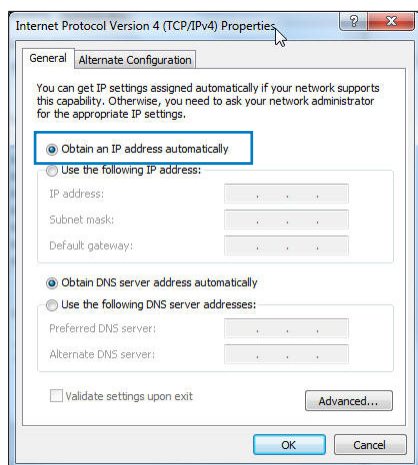 Internet Protocol Version 4 (TCP/IPv4) Properties
General
Alternate Configuration
You can get IP settings assigned automatically if your network supports
this capability. Otherwise, you need to ask your network administrator
for the appropriate IP settings.
Obtain an IP address automatically
Use the following IP address:
IP address:
Subnet mask:
Default gateway:
Obtain DNS server address automatically
Use the following DNS server addresses:
Preferred DNS server:
Alternate DNS server:
Validate settings upon exit
Advanced...
OK
Cancel